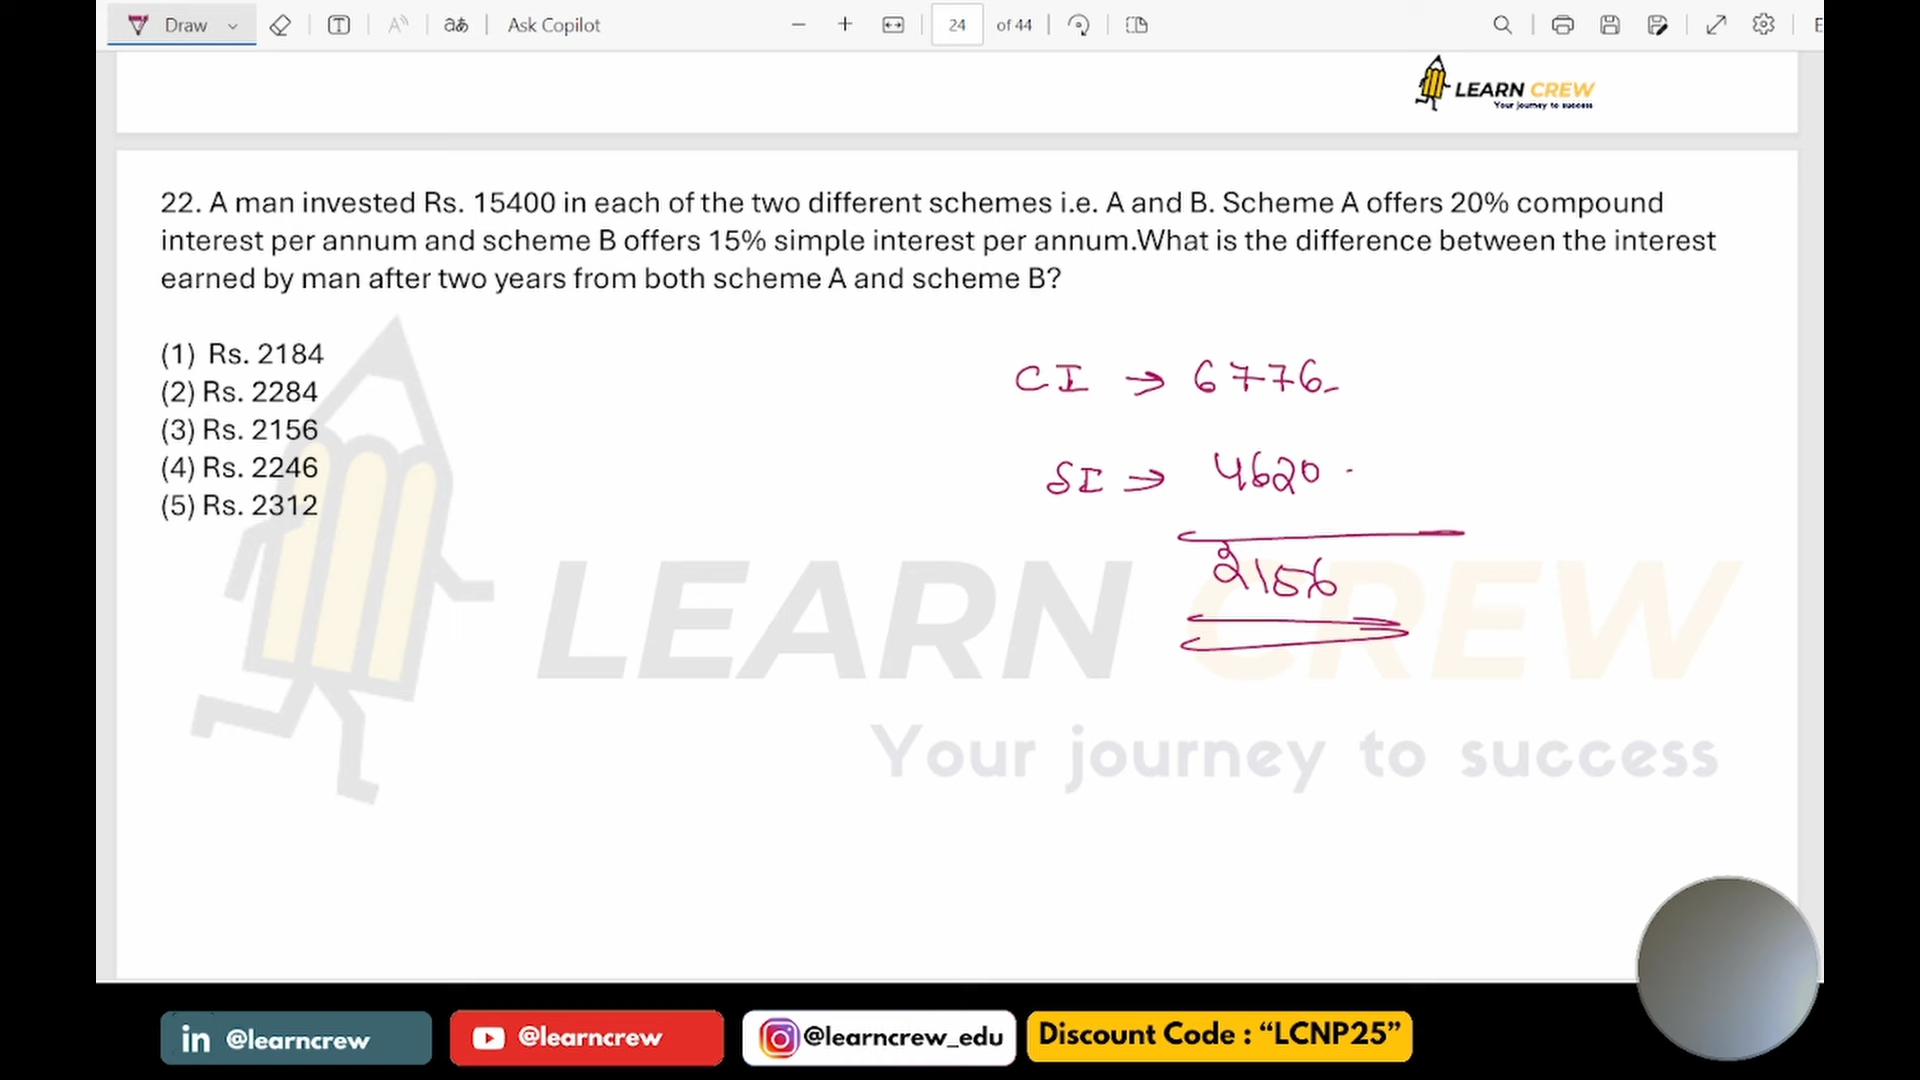 Draw
Ask Copilot
24 of 44
E
LEARN CREW
Your journey to success
22. A man invested Rs. 15400 in each of the two different schemes i.e. A and B. Scheme A offers 20% compound
interest per annum and scheme B offers 15% simple interest per annum.What is the difference between the interest
earned by man after two years from both scheme A and scheme B?
(1) Rs. 2184
(2) Rs. 2284
(3) Rs. 2156
(4) Rs. 2246
(5) Rs. 2312
CI → 6776
SI → 4620
2156
LEARN CREW
Your journey to success
in @learncrew
@learncrew
@learncrew_edu
Discount Code : “LCNP25”